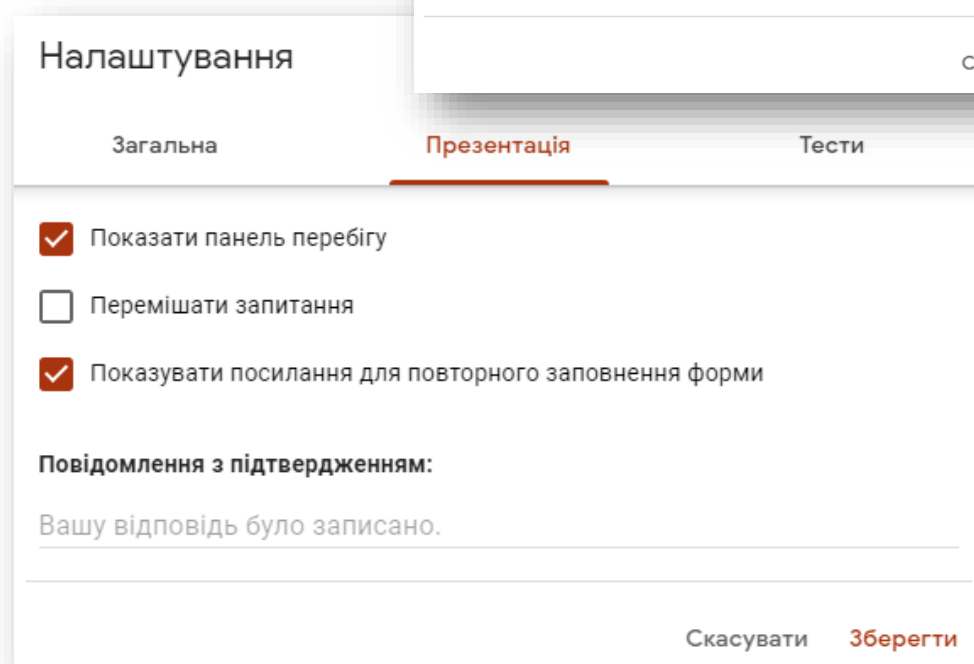 Налаштування
Загальна Презентація Тести
Показати панель перебігу
Перемішати запитання
Показувати посилання для повторного заповнення форми
Повідомлення з підтвердженням:
Вашу відповідь було записано.
Скасувати Зберегти